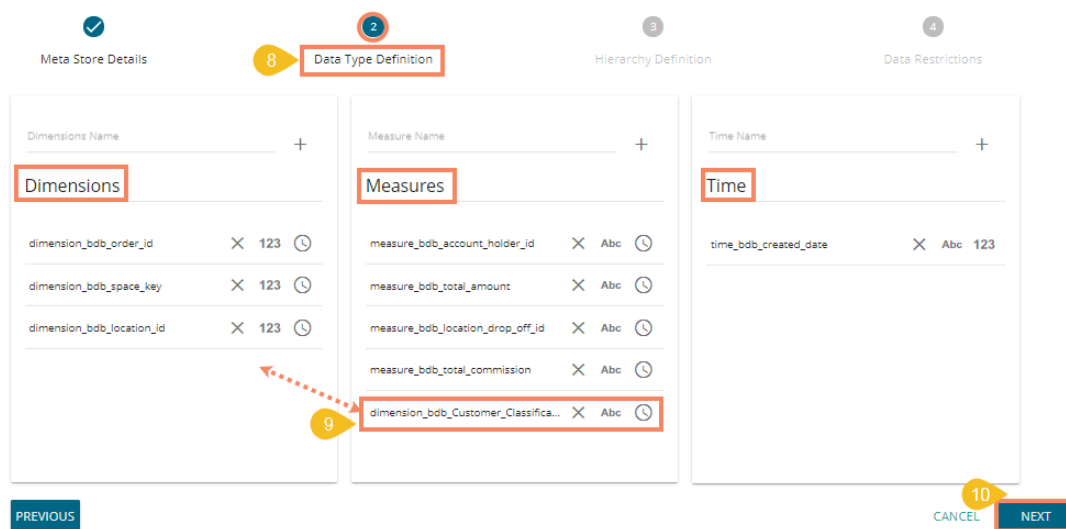 2 3 4
Meta Store Details 8 Data Type Definition Hierarchy Definition Data Restrictions
Dimensions Name +
Dimensions
dimension_bdb_order_id 123
dimension_bdb_space_key 123
dimension_bdb_location_id 123
Measure Name +
Measures
measure_bdb_account_holder_id Abc
measure_bdb_total_amount Abc
measure_bdb_location_drop_off_id Abc
measure_bdb_total_commission Abc
9 dimension_bdb_Customer_Classifica... Abc
Time Name +
Time
time_bdb_created_date Abc 123
10
PREVIOUS CANCEL NEXT